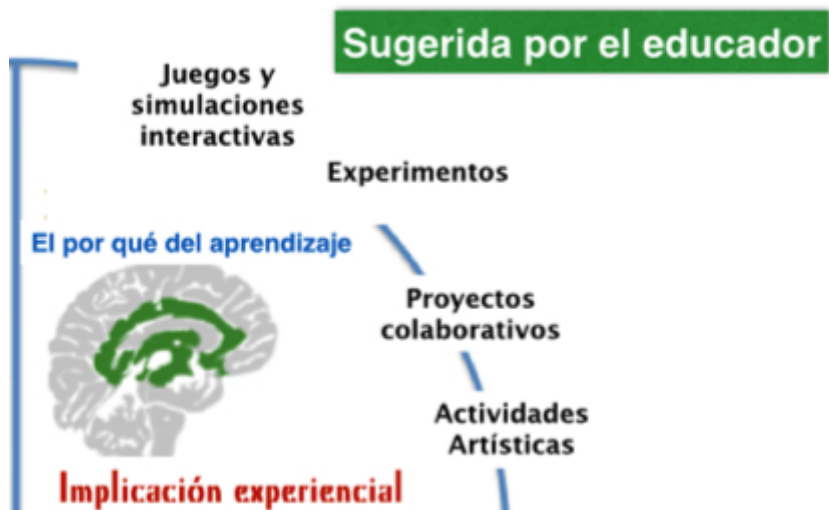 Sugerida por el educador
Juegos y
simulaciones
interactivas
Experimentos
El por qué del aprendizaje
Proyectos
colaborativos
Actividades
Artísticas
Implicación experiencial